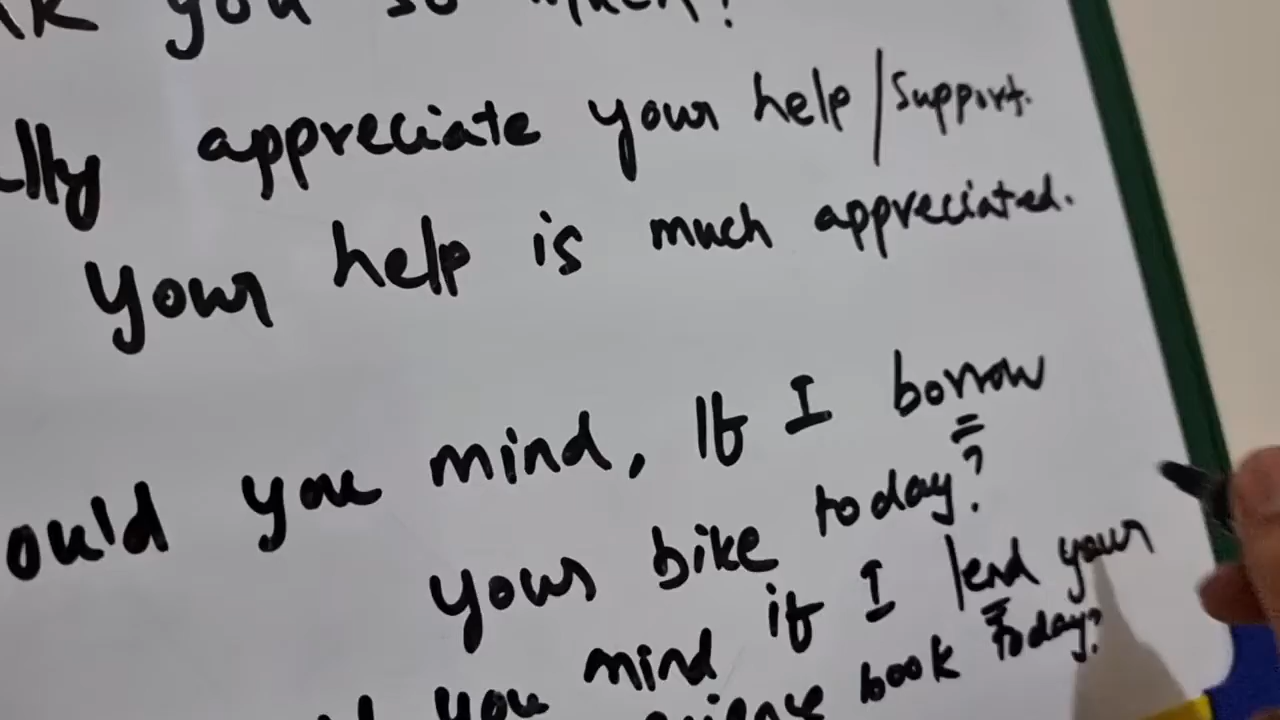 you so much!
appreciate your help / Support.
Your help is much appreciated.
ould you mind, If I borrow
your bike today?
you mind if I lend your
science book today?